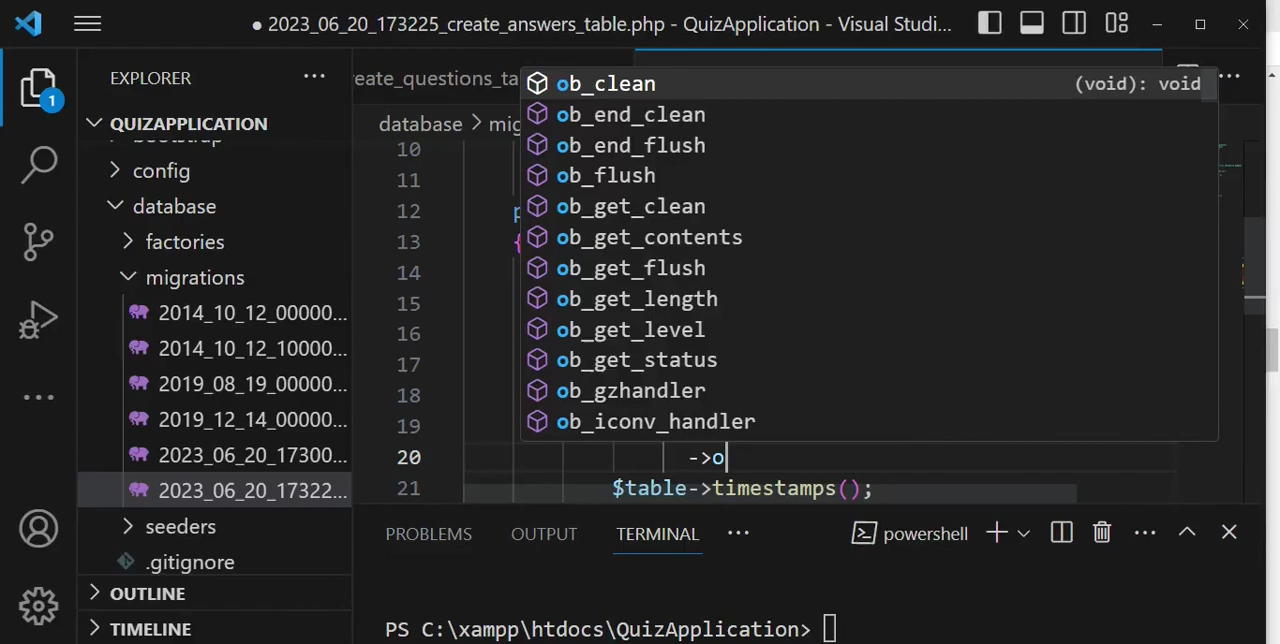 ● 2023_06_20_173225_create_answers_table.php - QuizApplication - Visual Studi...
1
EXPLORER
QUIZAPPLICATION
bootstrap
config
database
factories
migrations
2014_10_12_00000...
2014_10_12_10000...
2019_08_19_00000...
2019_12_14_00000...
2023_06_20_17300...
2023_06_20_17322...
seeders
.gitignore
OUTLINE
TIMELINE
eate_questions_ta
database > mig
ob_clean (void): void
ob_end_clean
ob_end_flush
ob_flush
ob_get_clean
ob_get_contents
ob_get_flush
ob_get_length
ob_get_level
ob_get_status
ob_gzhandler
ob_iconv_handler
10
11
12 p
13 {
14
15
16
17
18
19
20 ->o
21 $table->timestamps();
PROBLEMS OUTPUT TERMINAL ... powershell
PS C:\xampp\htdocs\QuizApplication>